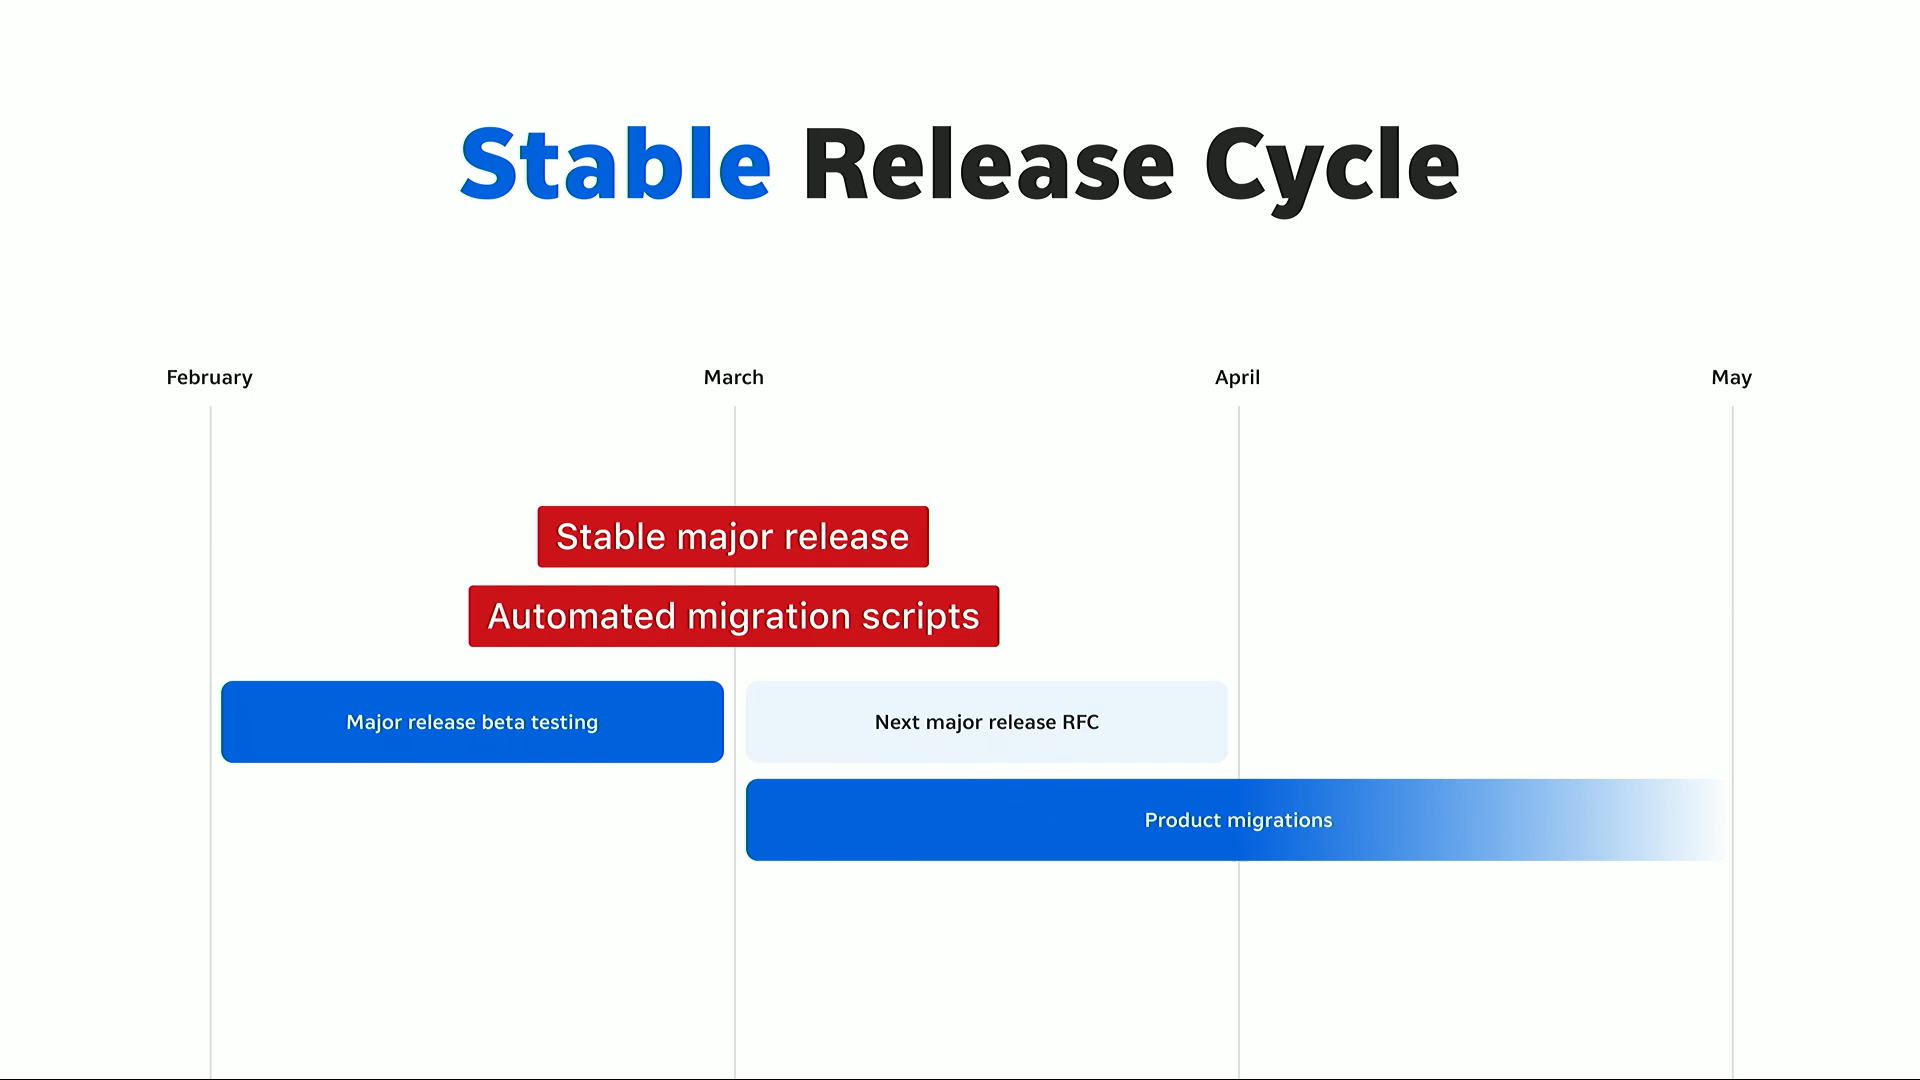 Stable Release Cycle
February
March
April
May
Stable major release
Automated migration scripts
Major release beta testing
Next major release RFC
Product migrations